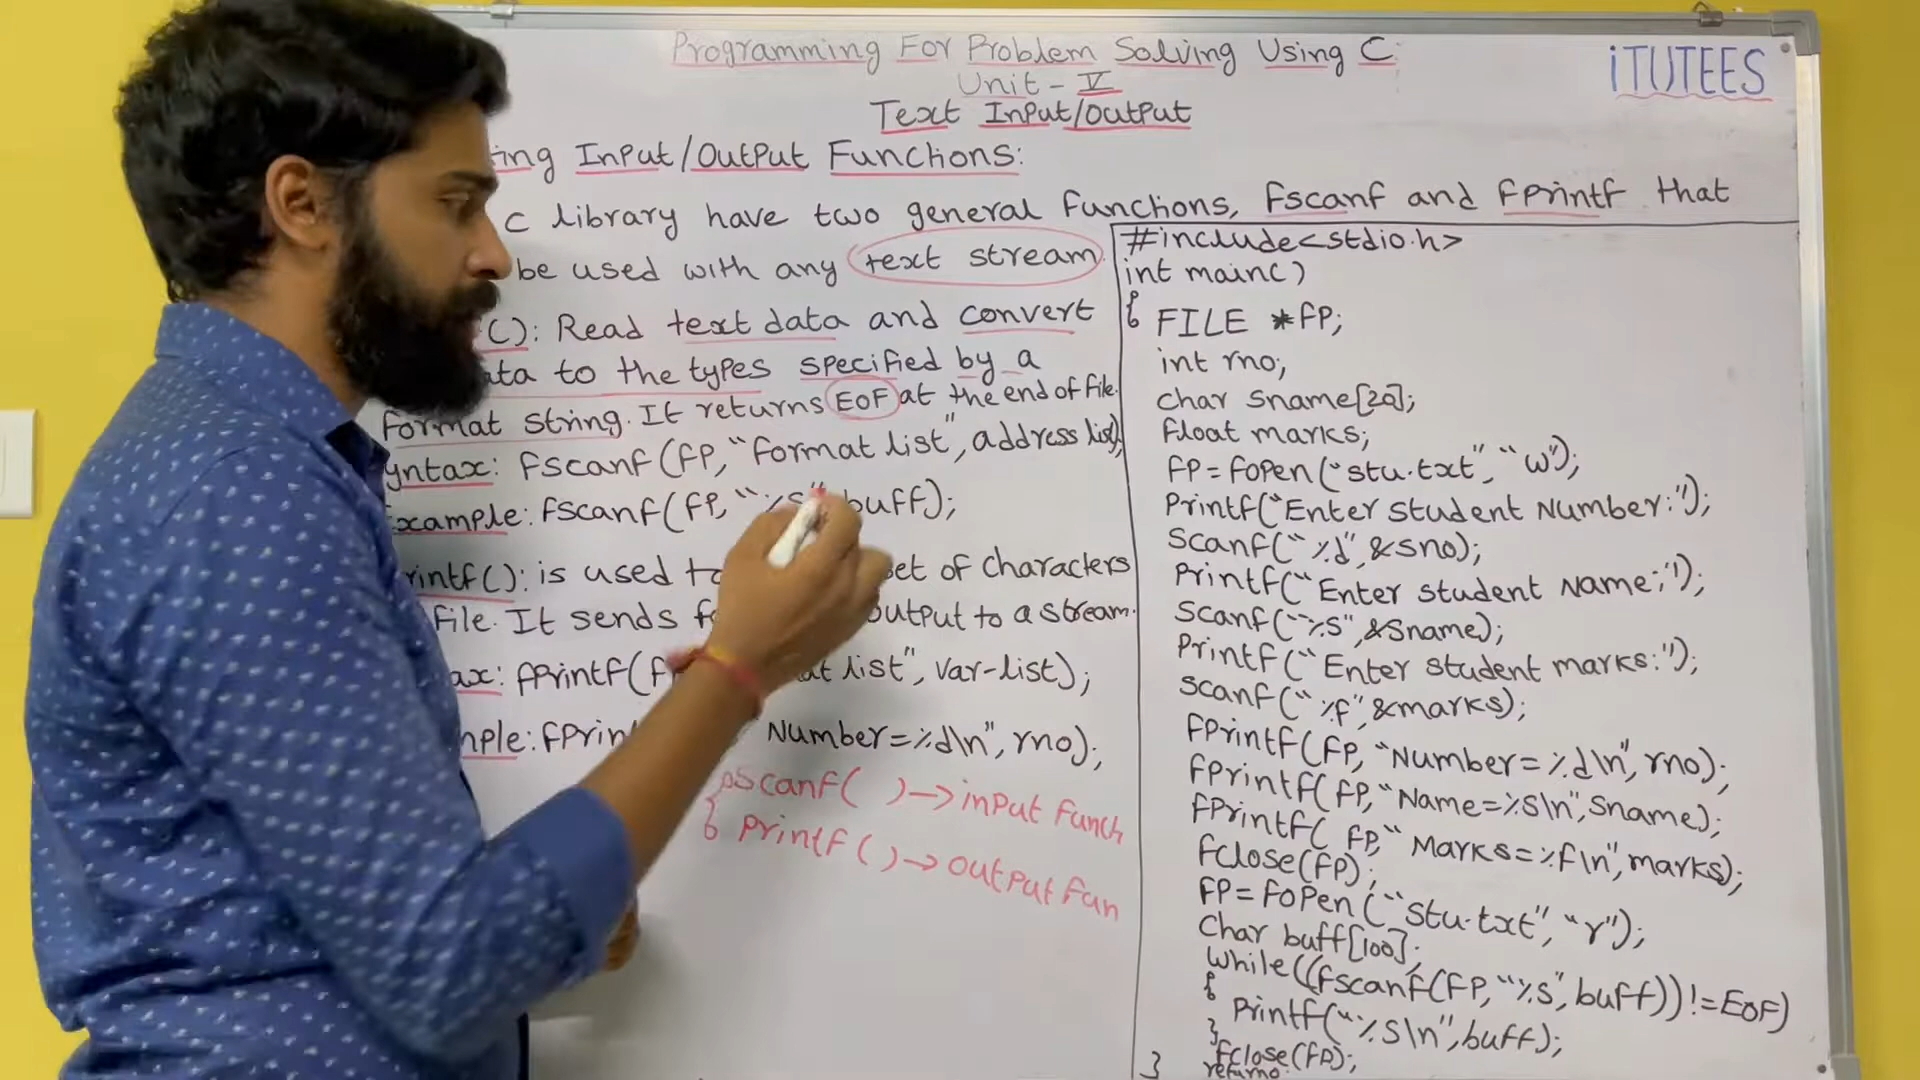 Programming For Problem Solving Using C
iTUTEES
Unit - V
Text Input/Output
ing Input/Output Functions:
C library have two general functions, fscanf and fprintf that
be used with any text stream
(): Read text data and convert
ata to the types specified by a
format string. It returns EOF at the end of file.
yntax: fscanf(fp, "format list", address list);
Example: fscanf(fp, "%s", buff);
rintf(): is used to set of characters
file. It sends output to a stream.
ax: fprintf( list", var-list);
mple: fprin Number=%d\n", rno);
scanf( ) → input func
printf ( ) → output fun
#include<stdio.h>
int main()
{ FILE *fp;
int rno;
char sname[20];
float marks;
fp=fopen("stu.txt", "w");
Printf("Enter student Number:");
scanf("%d", &sno);
Printf("Enter student Name:");
scanf("%s", &sname);
Printf("Enter student marks:");
scanf("%f", &marks);
fprintf(fp, "Number=%d\n", rno);
fprintf(fp, "Name=%s\n", sname);
fprintf( fp, "Marks=%f\n", marks);
fclose(fp);
fp=fopen("stu.txt", "r");
char buff[100];
while((fscanf(fp, "%s", buff))!=EOF)
{
Printf("%s\n", buff);
}
fclose(fp);
return0
}